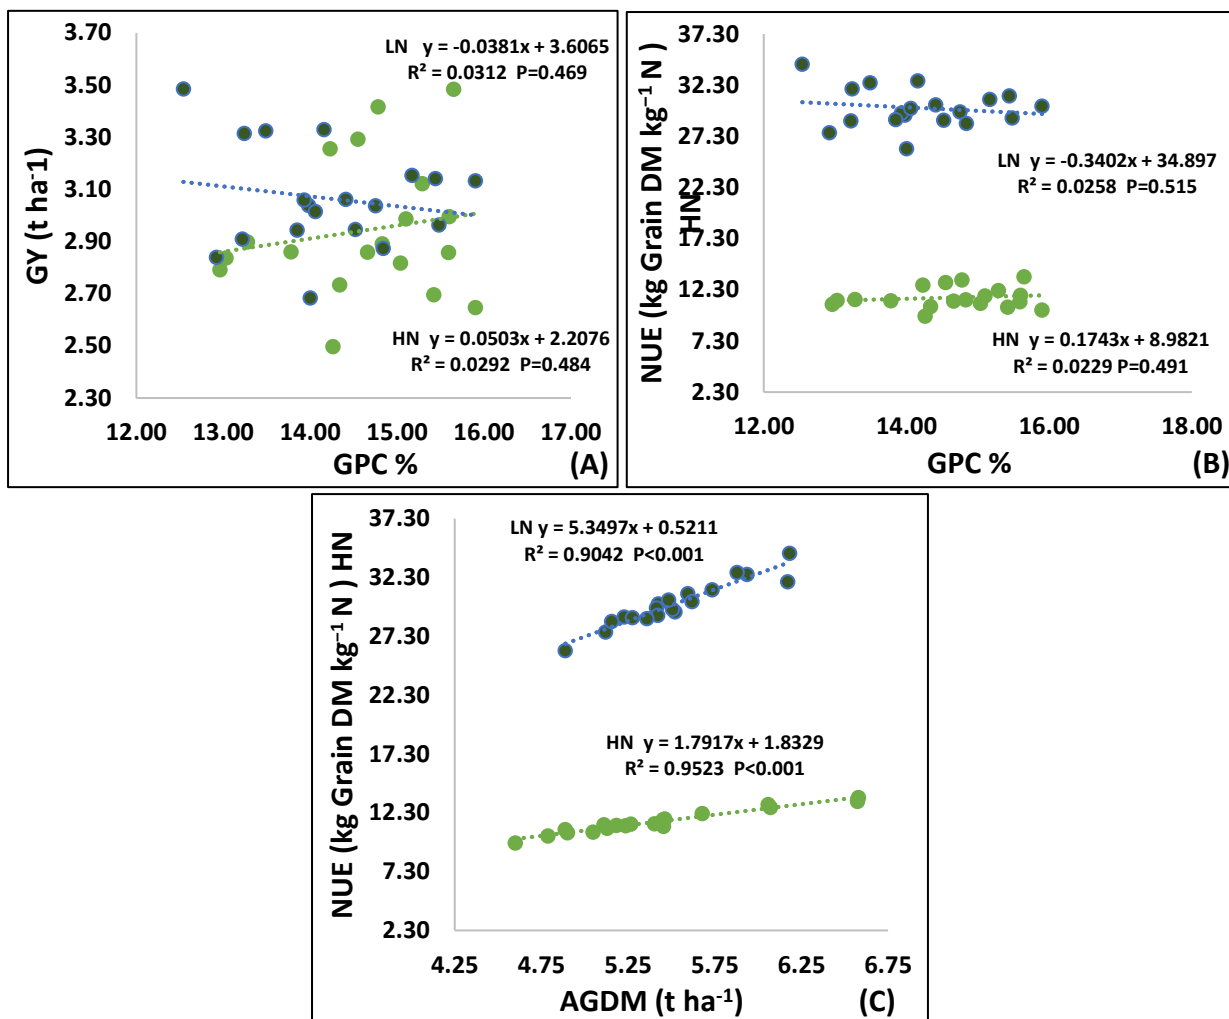 3.70
3.50
3.30
3.10
2.90
2.70
2.50
2.30
GY (t ha-1)
LN y = -0.0381x + 3.6065
R² = 0.0312 P=0.469
HN y = 0.0503x + 2.2076
R² = 0.0292 P=0.484
12.00 13.00 14.00 15.00 16.00 17.00
GPC %
(A)
37.30
32.30
27.30
22.30
17.30
12.30
7.30
2.30
NUE (kg Grain DM kg⁻¹ N )
HN
LN y = -0.3402x + 34.897
R² = 0.0258 P=0.515
HN y = 0.1743x + 8.9821
R² = 0.0229 P=0.491
12.00 14.00 16.00 18.00
GPC %
(B)
37.30
32.30
27.30
22.30
17.30
12.30
7.30
2.30
NUE (kg Grain DM kg⁻¹ N ) HN
LN y = 5.3497x + 0.5211
R² = 0.9042 P<0.001
HN y = 1.7917x + 1.8329
R² = 0.9523 P<0.001
4.25 4.75 5.25 5.75 6.25 6.75
AGDM (t ha⁻¹)
(C)